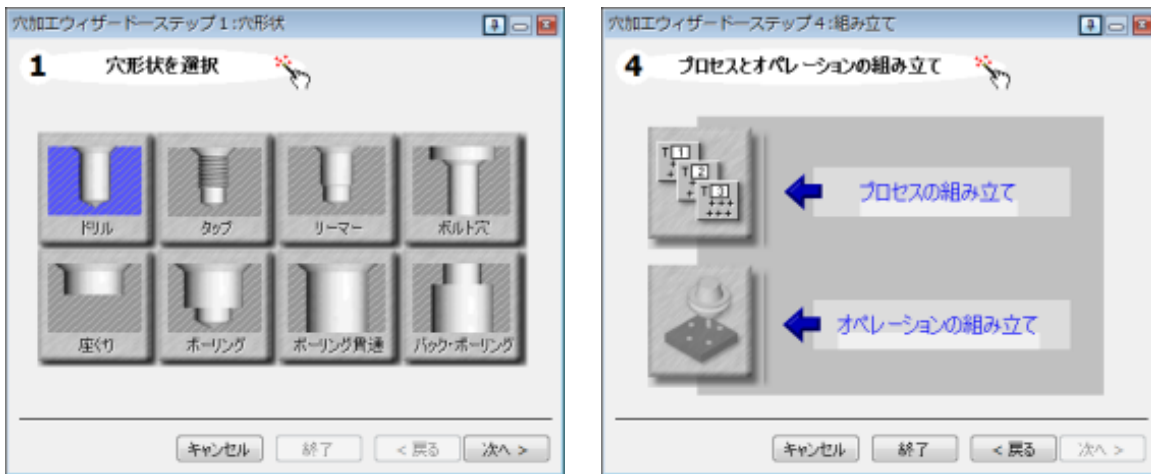 穴加工ウィザード－ステップ1:穴形状
1 穴形状を選択
ドリル
タップ
リーマー
ボルト穴
座ぐり
ボーリング
ボーリング貫通
バック・ボーリング
キャンセル
終了
< 戻る
次へ >
穴加工ウィザード－ステップ4:組み立て
4 プロセスとオペレーションの組み立て
T 1
T 2
T 3
プロセスの組み立て
オペレーションの組み立て
キャンセル
終了
< 戻る
次へ >